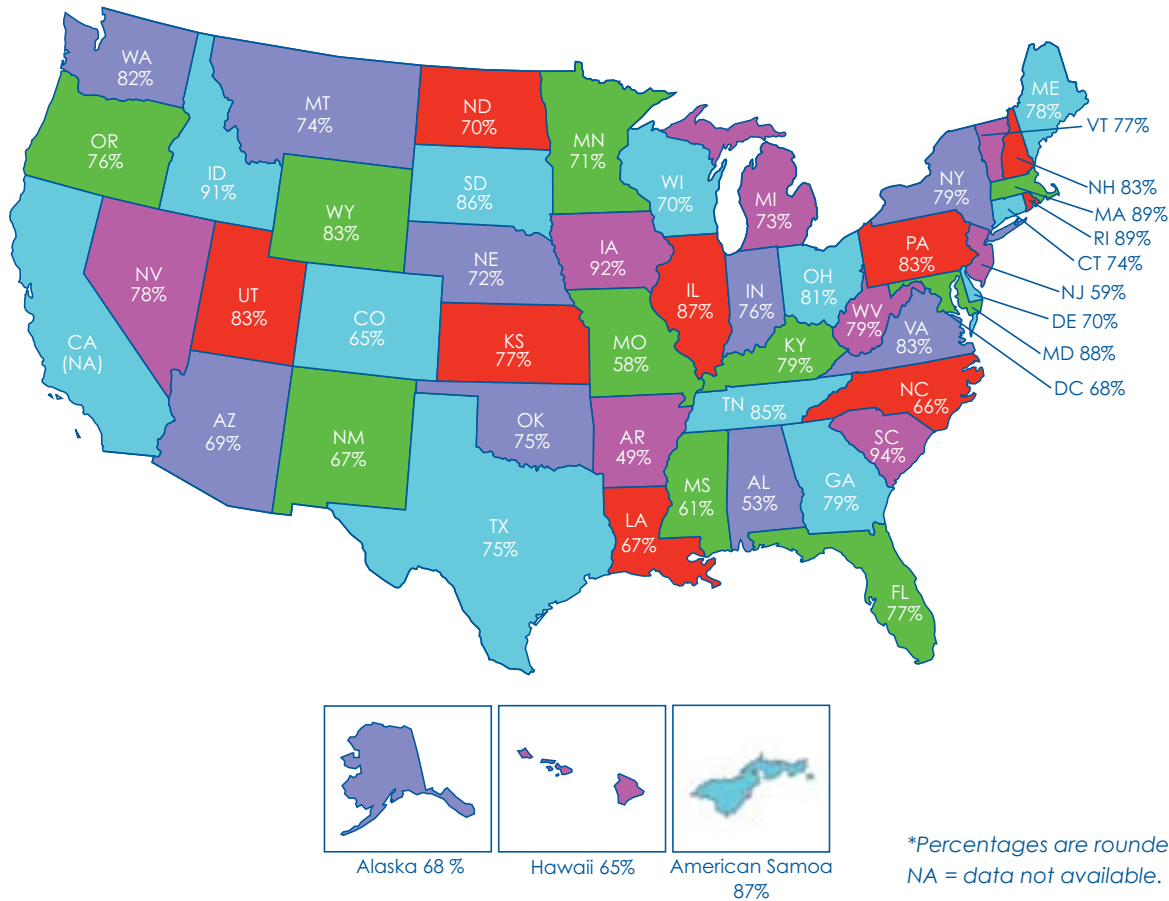 WA
82%
MT
74%
ND
70%
MN
71%
ME
78%
VT 77%
OR
76%
ID
91%
SD
86%
WI
70%
MI
73%
NY
79%
NH 83%
MA 89%
RI 89%
CT 74%
WY
83%
NE
72%
IA
92%
PA
83%
NJ 59%
DE 70%
MD 88%
DC 68%
NV
78%
UT
83%
CO
65%
KS
77%
MO
58%
IL
87%
IN
76%
OH
81%
WV
79%
VA
83%
KY
79%
CA
(NA)
AZ
69%
NM
67%
OK
75%
AR
49%
TN 85%
NC
66%
SC
94%
MS
61%
AL
53%
GA
79%
TX
75%
LA
67%
FL
77%
Alaska 68 %
Hawaii 65%
American Samoa
87%
*Percentages are rounde
NA = data not available.